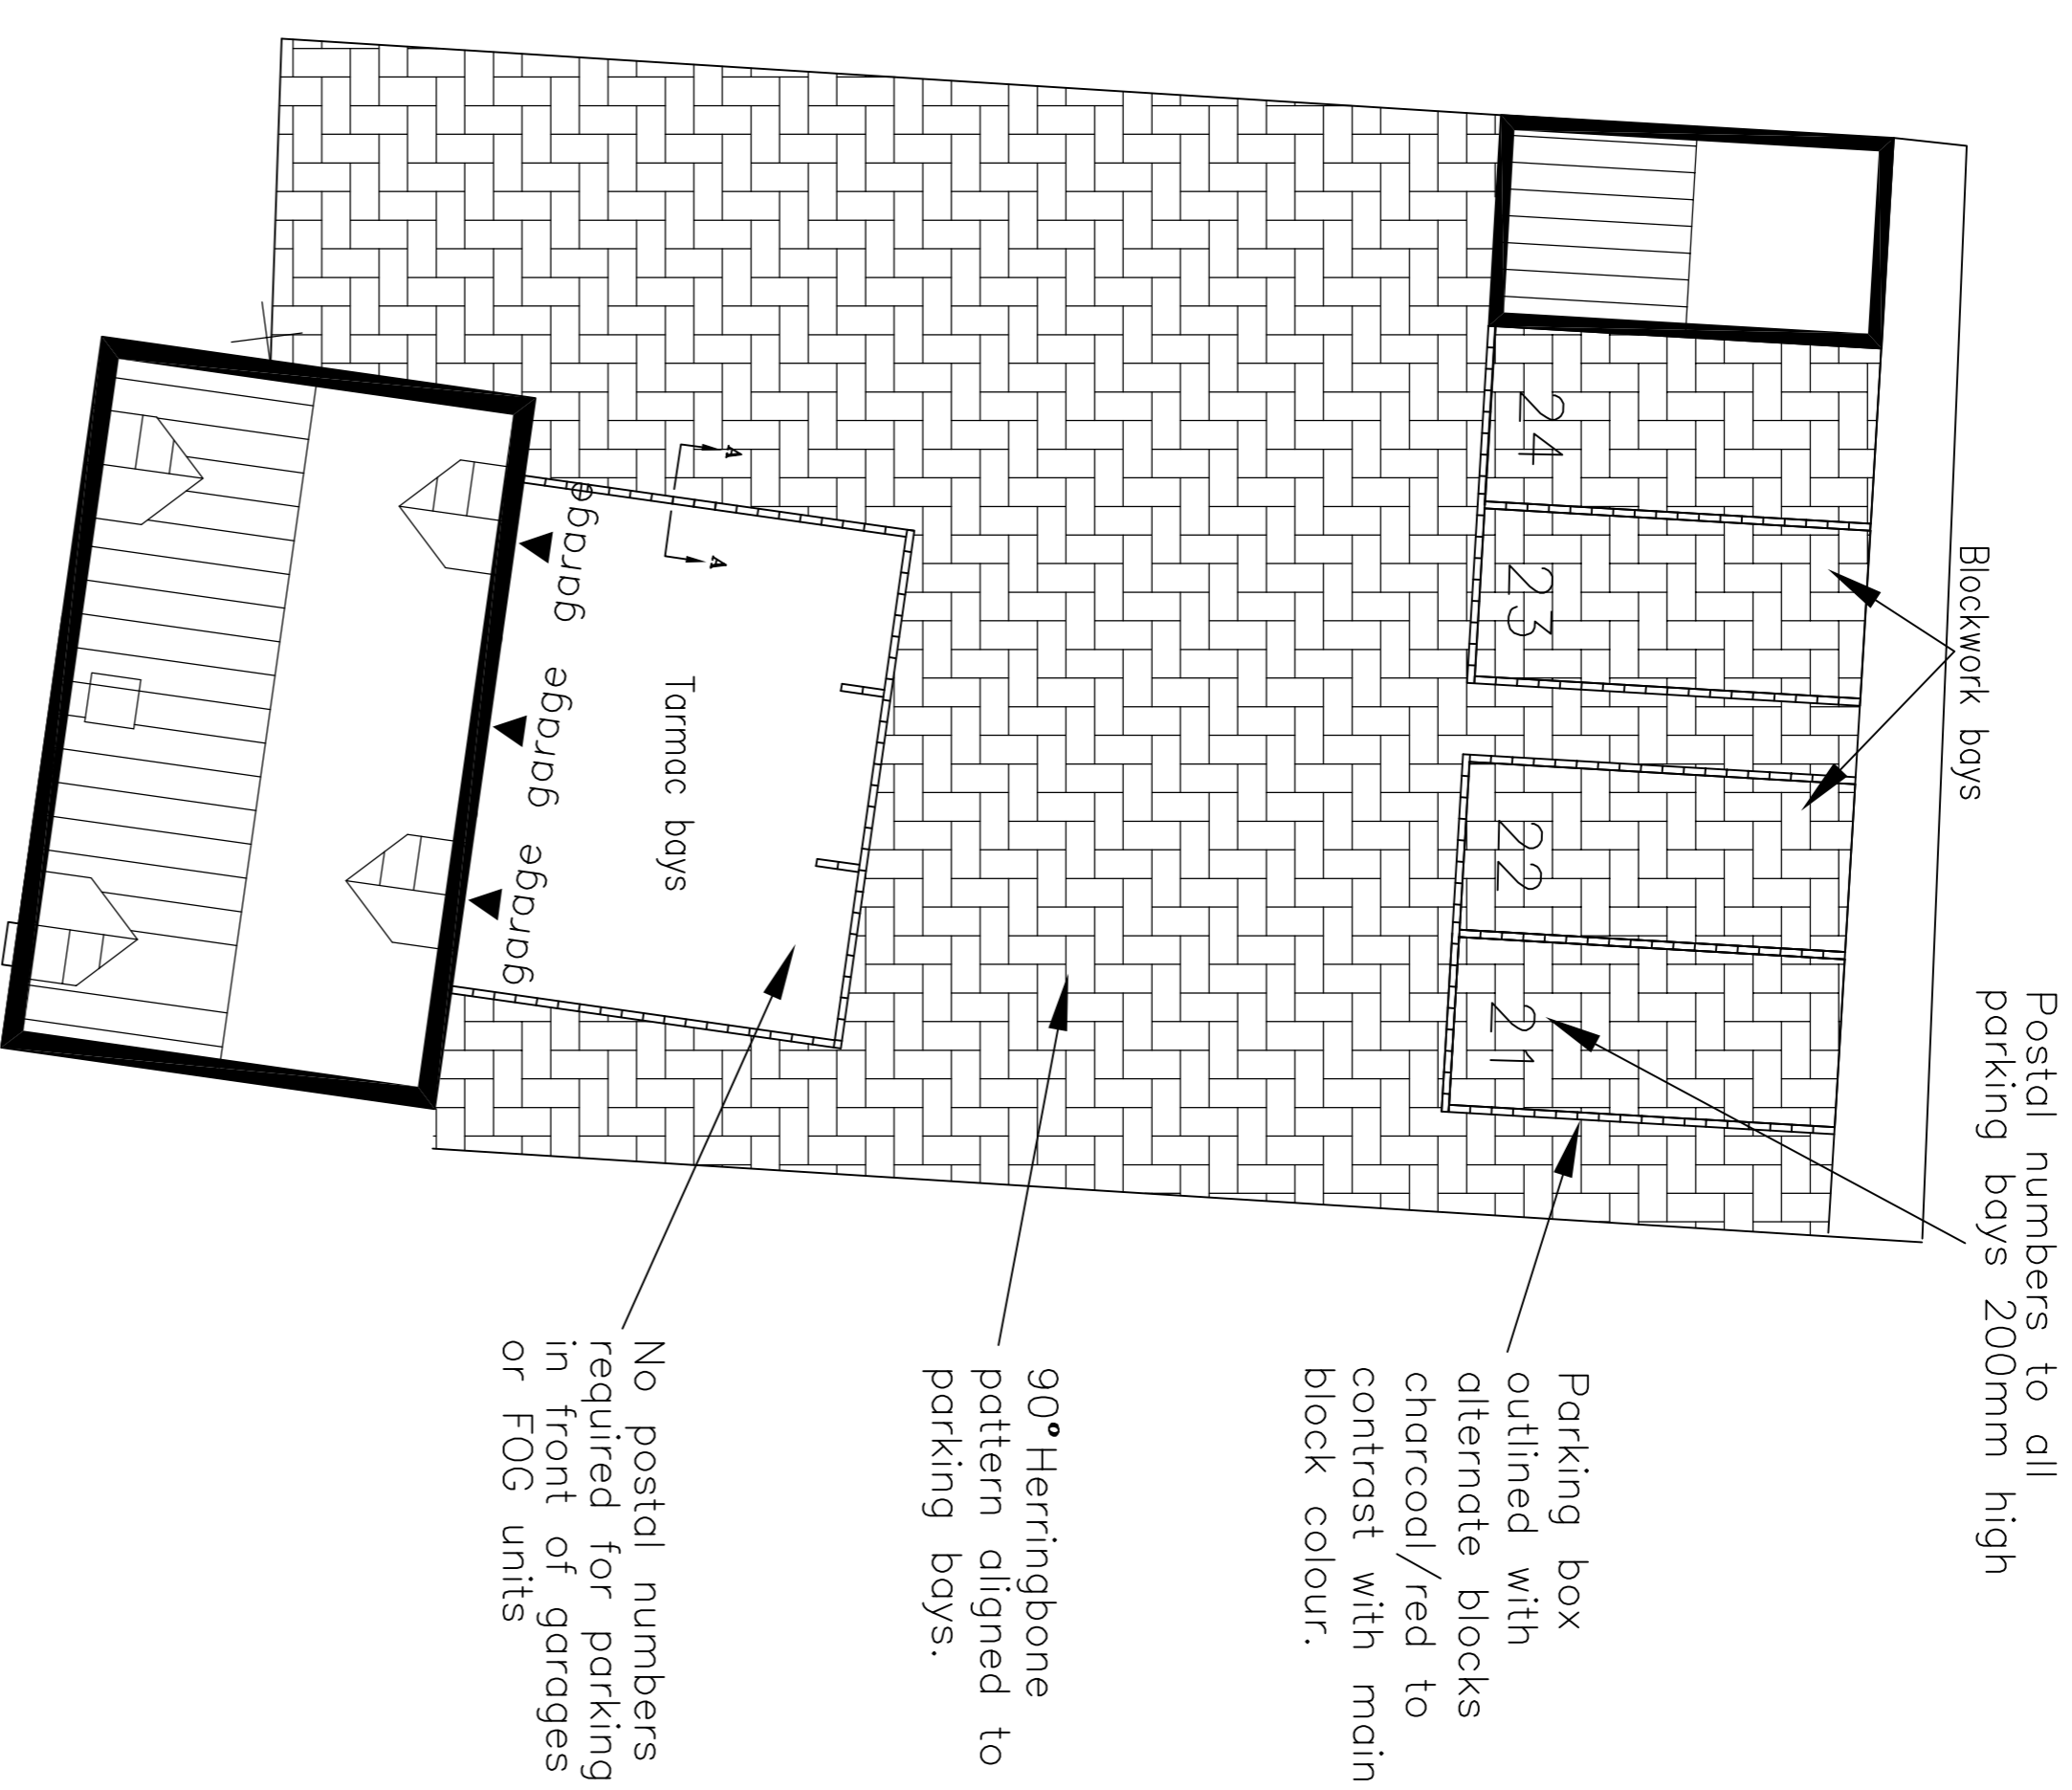 Postal numbers to all
parking bays 200mm high
Blockwork bays
24
23
22
21
Parking box
outlined with
alternate blocks
charcoal/red to
contrast with main
block colour.
90° Herringbone
pattern aligned to
parking bays.
A
A
Tarmac bays
No postal numbers
required for parking
in front of garages
or FOG units
garage garage garage